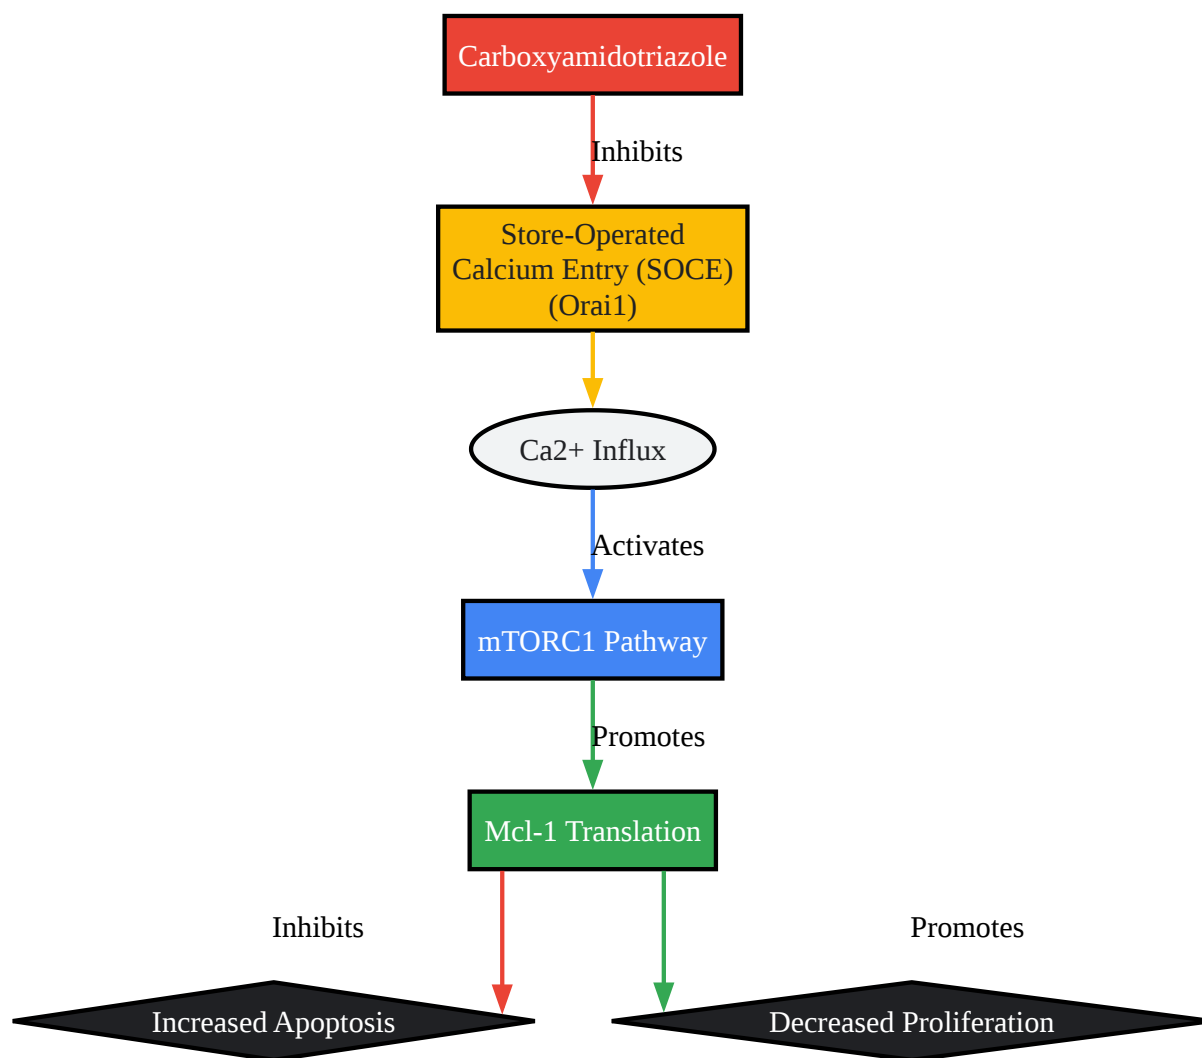 Carboxyamidotriazole
Inhibits
Store-Operated
Calcium Entry (SOCE)
(Orai1)
Ca2+ Influx
Activates
mTORC1 Pathway
Promotes
Mcl-1 Translation
Inhibits
Promotes
Increased Apoptosis
Decreased Proliferation